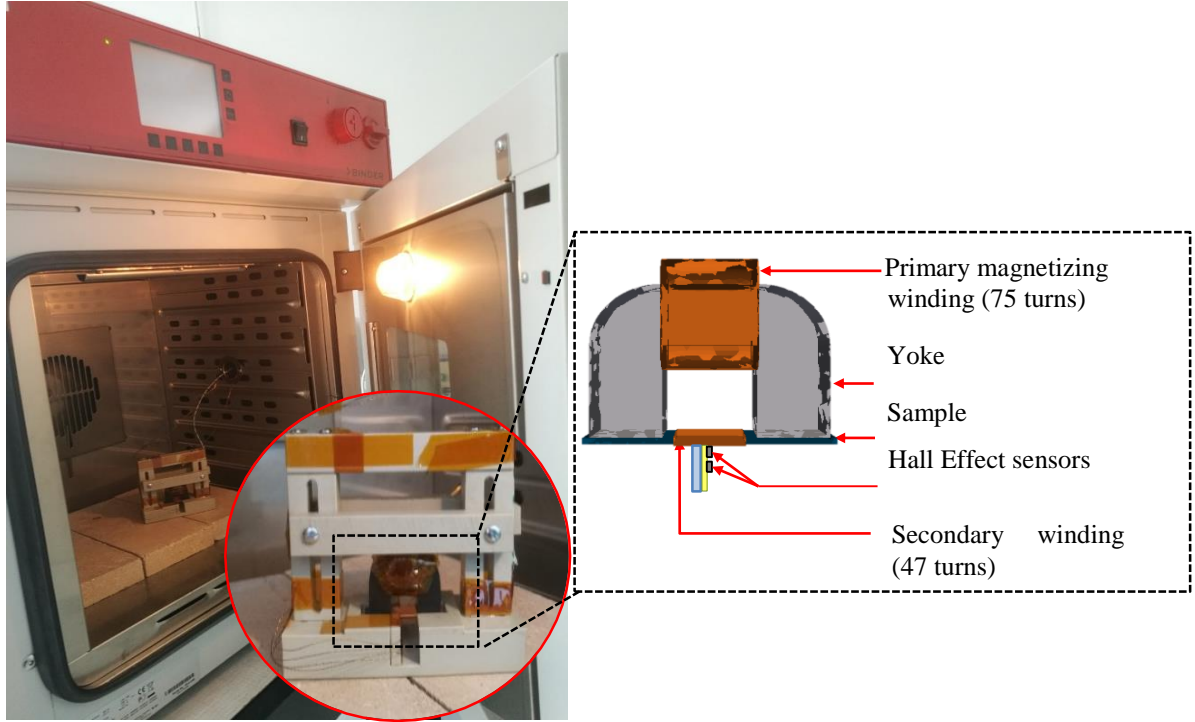 BINDER
Primary magnetizing
winding (75 turns)
Yoke
Sample
Hall Effect sensors
Secondary winding
(47 turns)